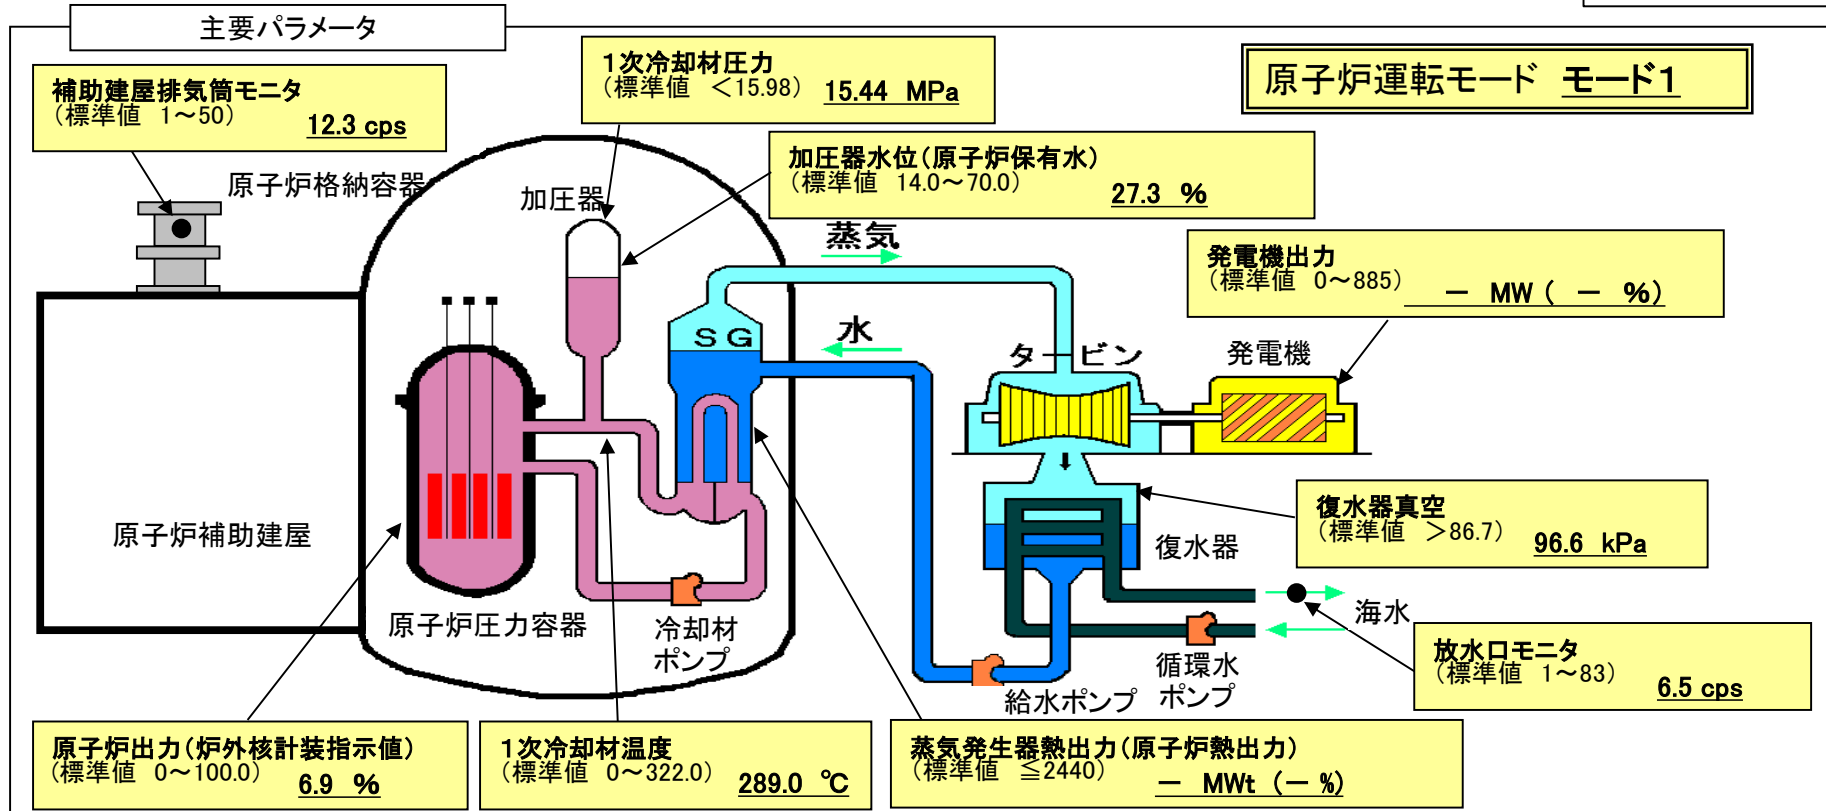 主要パラメータ
補助建屋排気筒モニタ
(標準値 1～50) 12.3 cps
1次冷却材圧力
(標準値 ＜15.98) 15.44 MPa
原子炉運転モード モード1
加圧器水位(原子炉保有水)
(標準値 14.0～70.0) 27.3 %
原子炉格納容器
加圧器
蒸気
発電機出力
(標準値 0～885) － MW ( － %)
SG
水
タービン
発電機
復水器真空
(標準値 ＞86.7) 96.6 kPa
原子炉補助建屋
復水器
原子炉圧力容器
冷却材
ポンプ
海水
放水口モニタ
(標準値 1～83) 6.5 cps
循環水
ポンプ
給水ポンプ
原子炉出力(炉外核計装指示値)
(標準値 0～100.0) 6.9 %
1次冷却材温度
(標準値 0～322.0) 289.0 ℃
蒸気発生器熱出力(原子炉熱出力)
(標準値 ≦2440) － MWt (－ %)